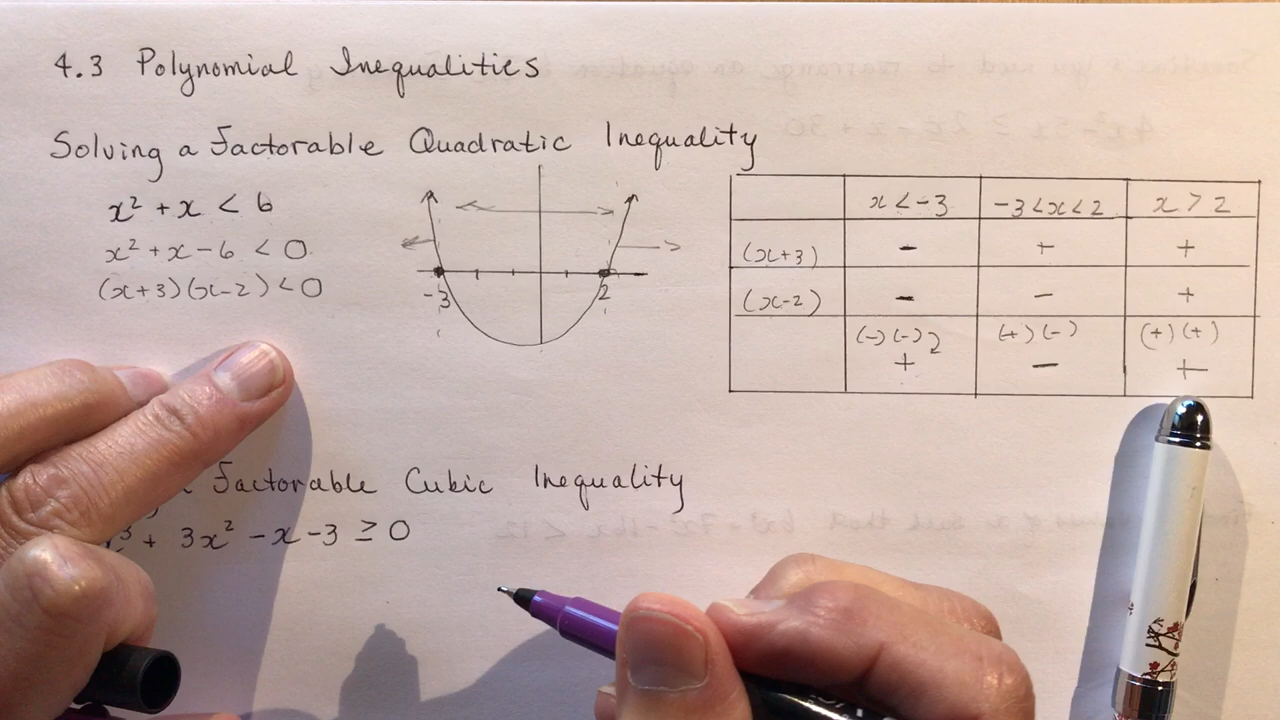 4.3 Polynomial Inequalities
Solving a Factorable Quadratic Inequality
x² + x < 6
x² + x - 6 < 0
(x+3)(x-2) < 0
-3 2
x < -3 -3 < x < 2 x > 2
(x+3) - + +
(x-2) - - +
(-)(-) (+)(-) (+)(+)
+ - +
Factorable Cubic Inequality
³ + 3x² - x - 3 ≥ 0